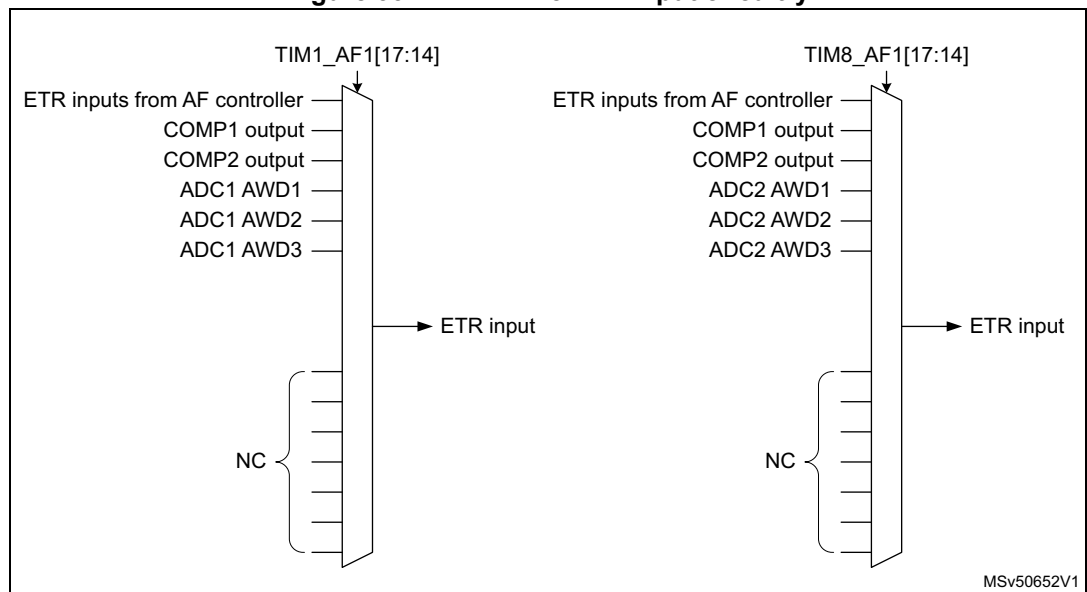 TIM1_AF1[17:14]
ETR inputs from AF controller
COMP1 output
COMP2 output
ADC1 AWD1
ADC1 AWD2
ADC1 AWD3
ETR input
NC
TIM8_AF1[17:14]
ETR inputs from AF controller
COMP1 output
COMP2 output
ADC2 AWD1
ADC2 AWD2
ADC2 AWD3
ETR input
NC
MSv50652V1